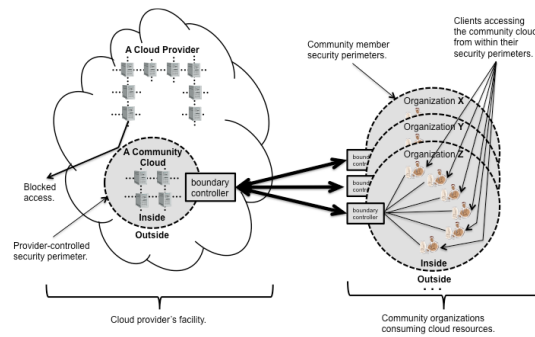 A Cloud Provider
Blocked
access.
A Community
Cloud
Inside
Outside
boundary
controller
Provider-controlled
security perimeter.
Cloud provider's facility.
Community member
security perimeters.
Clients accessing
the community cloud
from within their
security perimeters.
Organization X
Organization Y
Organization Z
boundary
controller
Inside
Outside
. . .
Community organizations
consuming cloud resources.